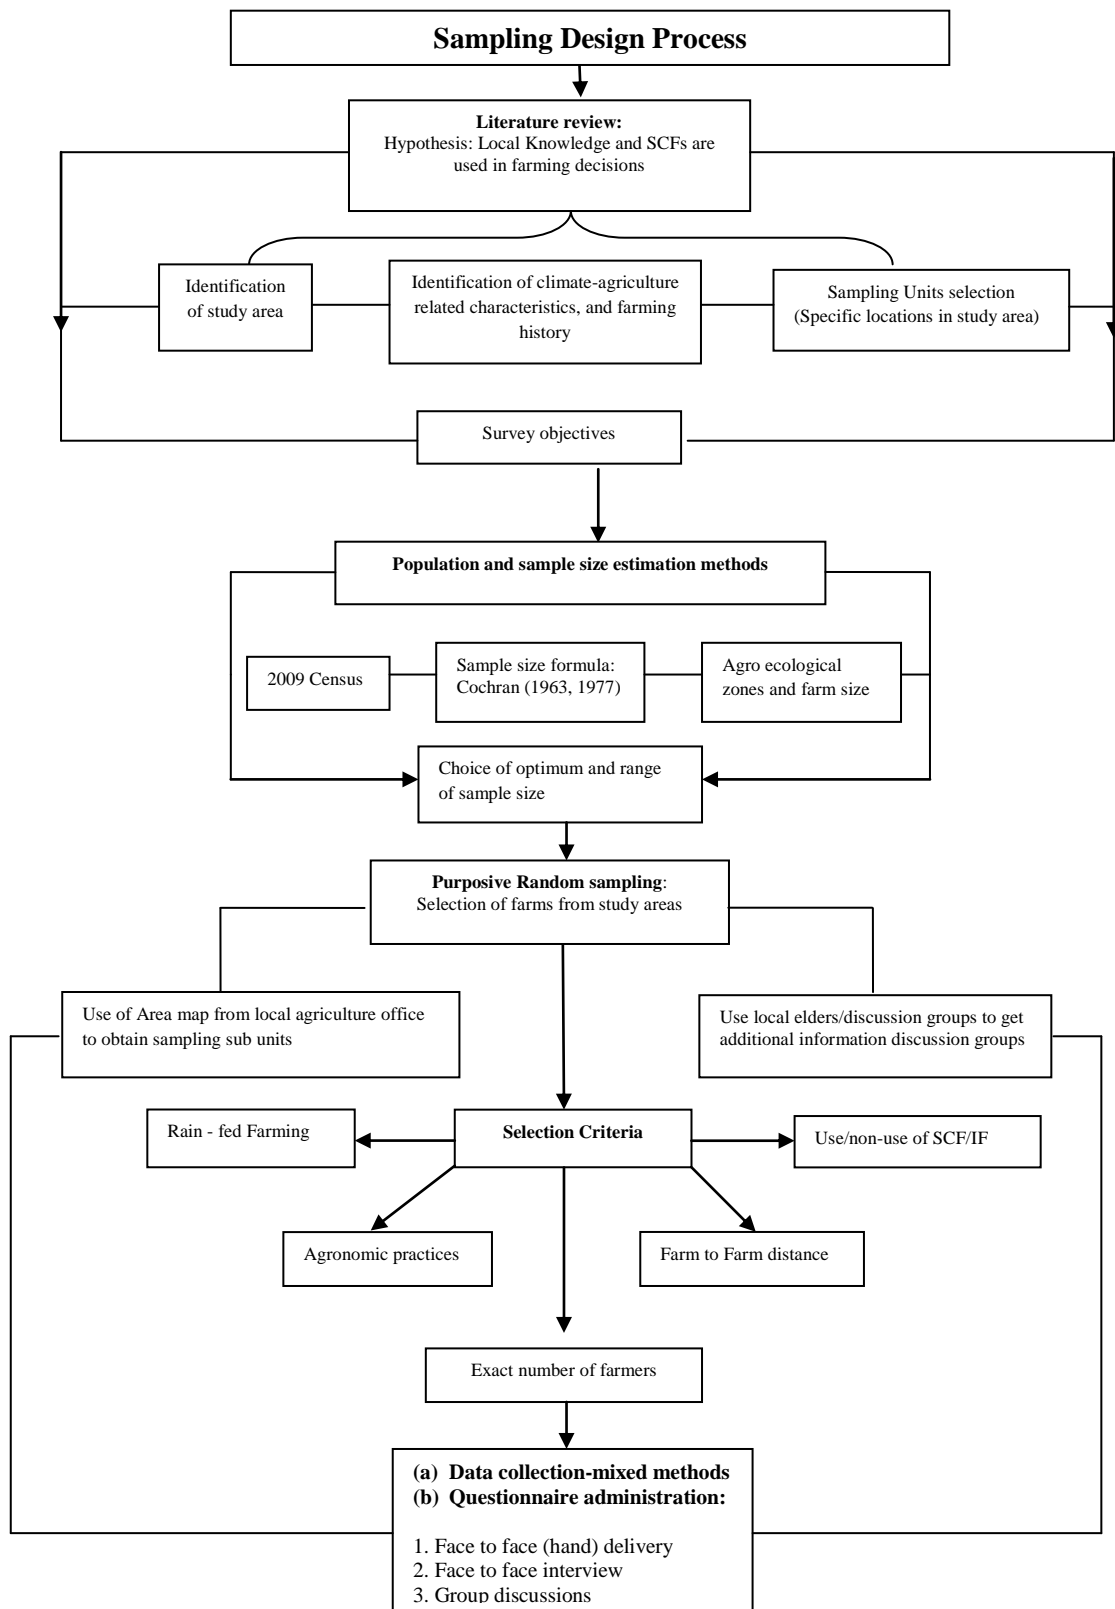 Sampling Design Process
Literature review:
Hypothesis: Local Knowledge and SCFs are
used in farming decisions
Identification
of study area
Identification of climate-agriculture
related characteristics, and farming
history
Sampling Units selection
(Specific locations in study area)
Survey objectives
Population and sample size estimation methods
2009 Census
Sample size formula:
Cochran (1963, 1977)
Agro ecological
zones and farm size
Choice of optimum and range
of sample size
Purposive Random sampling:
Selection of farms from study areas
Use of Area map from local agriculture office
to obtain sampling sub units
Use local elders/discussion groups to get
additional information discussion groups
Rain - fed Farming
Selection Criteria
Use/non-use of SCF/IF
Agronomic practices
Farm to Farm distance
Exact number of farmers
(a) Data collection-mixed methods
(b) Questionnaire administration:
1. Face to face (hand) delivery
2. Face to face interview
3. Group discussions